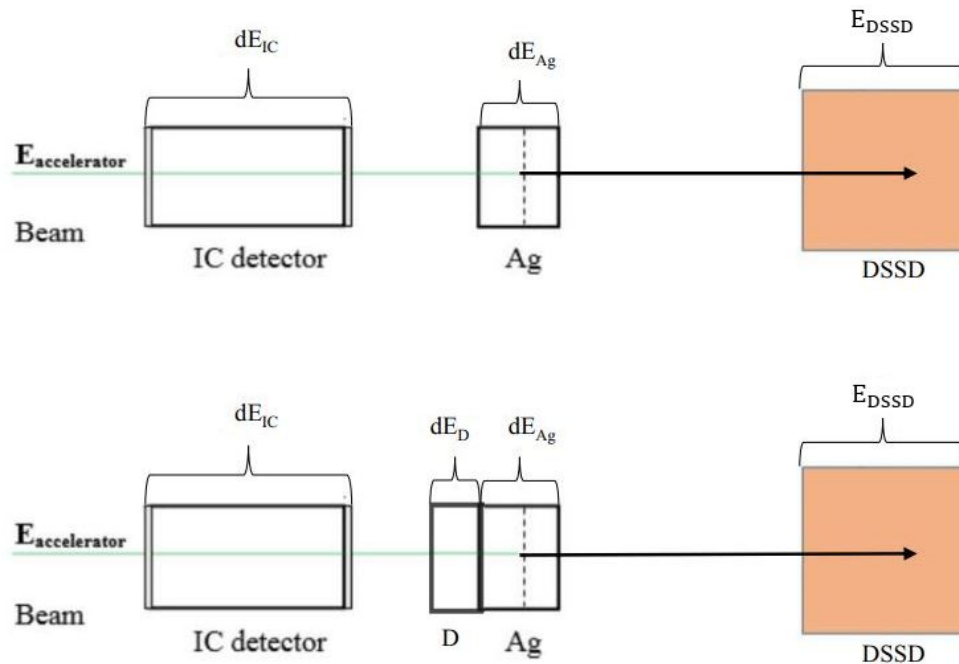 E_DSSD
dE_IC
dE_Ag
E_accelerator
Beam
IC detector
Ag
DSSD
E_DSSD
dE_IC
dE_D
dE_Ag
E_accelerator
Beam
IC detector
D
Ag
DSSD